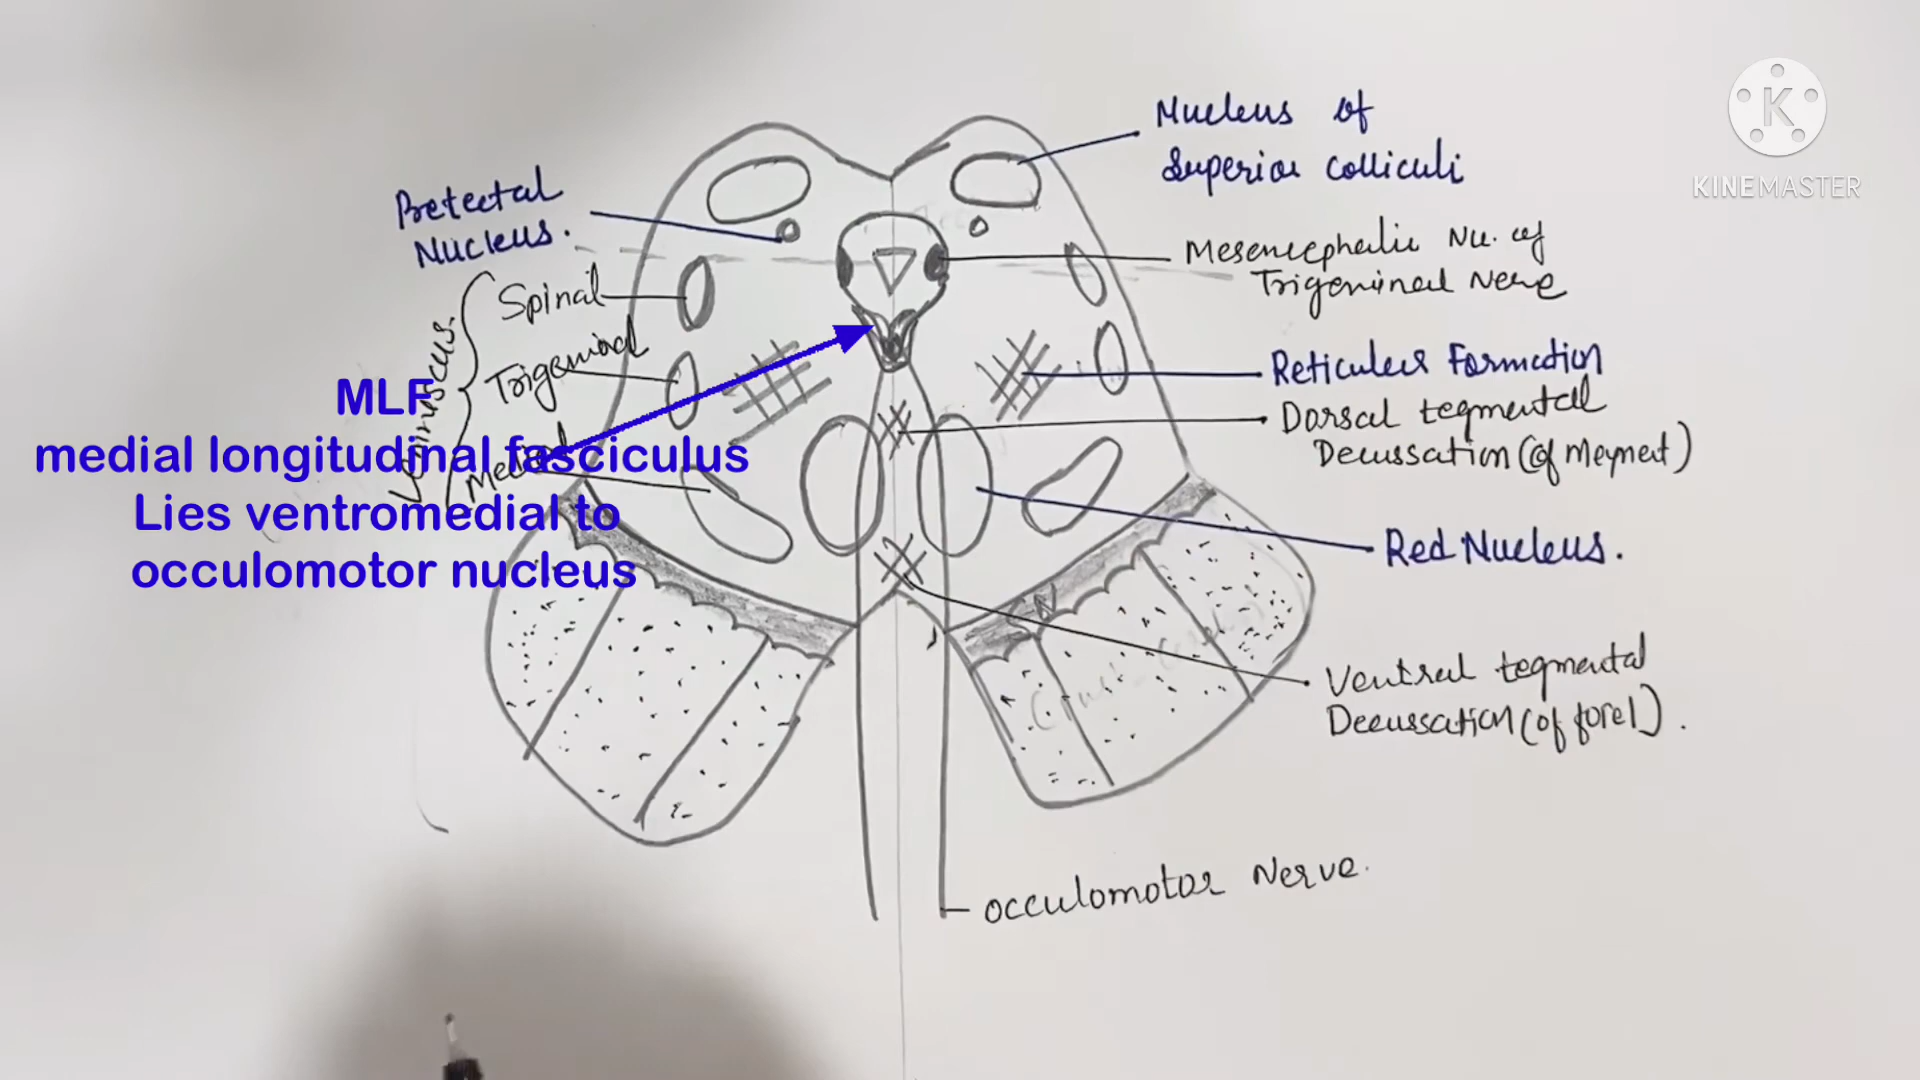 Nucleus of
Superior colliculi
KINEMASTER
Pretectal
Nucleus.
Mesencephalic Nu. of
Trigeminal Nerve
Spinal
Trigeminal
Medial
Reticular Formation
Dorsal tegmental
Decussation (of Meynert)
MLF
medial longitudinal fasciculus
Lies ventromedial to
occulomotor nucleus
Red Nucleus.
Ventral tegmental
Decussation (of forel).
occulomotor Nerve.